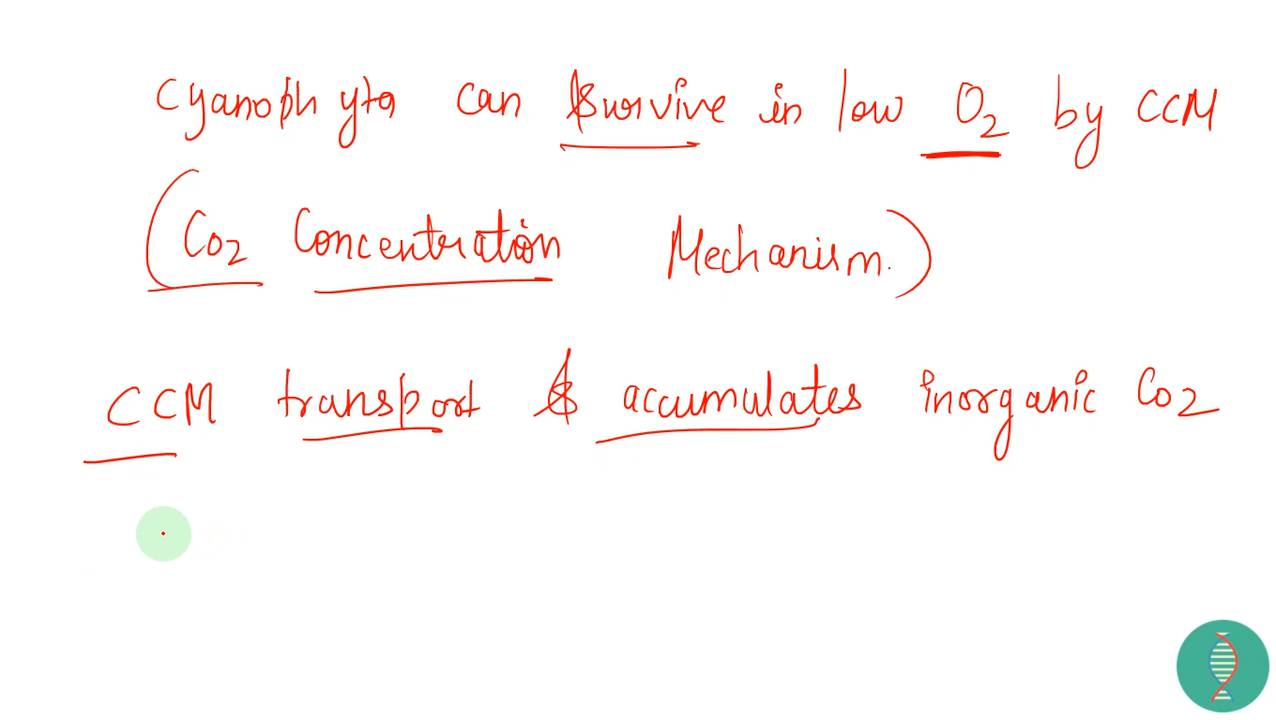 Cyanophyta can survive in low O2 by CCM
(CO2 Concentration Mechanism.)
CCM transport & accumulates inorganic CO2